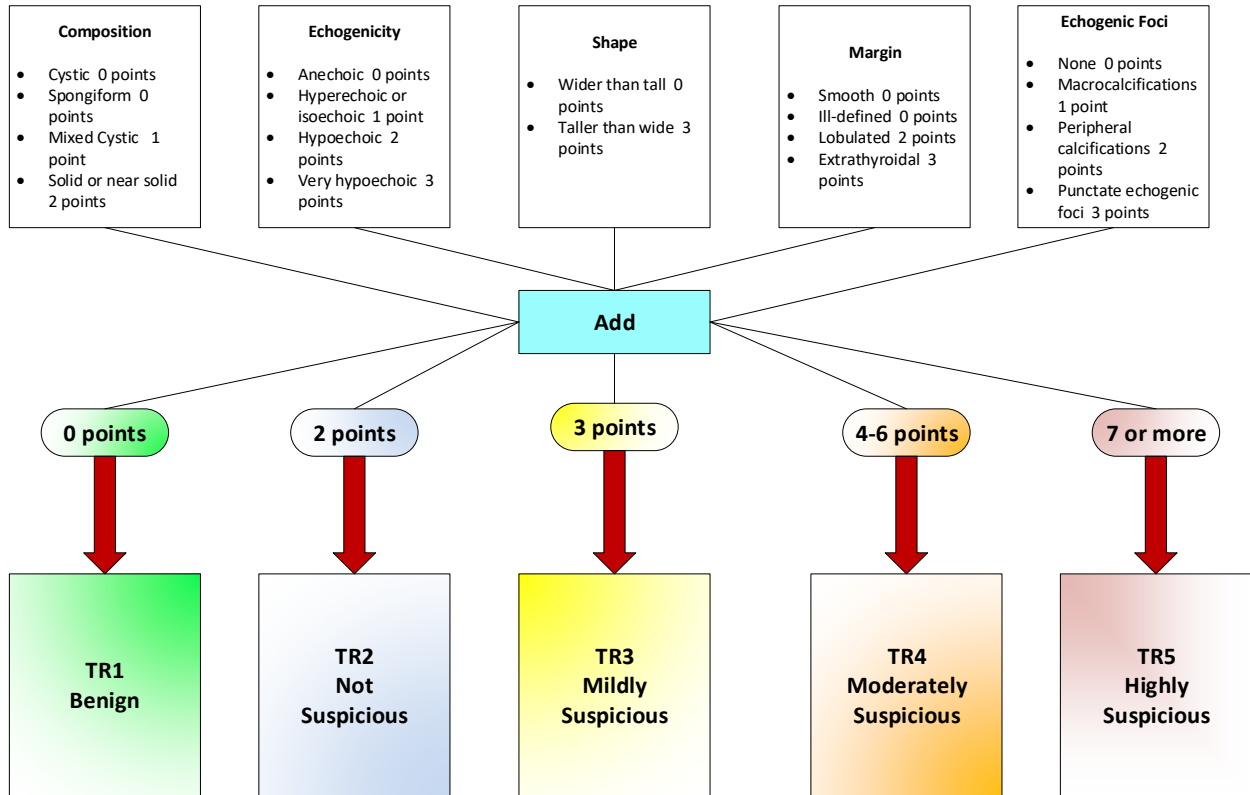 Composition
• Cystic 0 points
• Spongiform 0
points
• Mixed Cystic 1
point
• Solid or near solid
2 points
Echogenicity
• Anechoic 0 points
• Hyperechoic or
isoechoic 1 point
• Hypoechoic 2
points
• Very hypoechoic 3
points
Shape
• Wider than tall 0
points
• Taller than wide 3
points
Margin
• Smooth 0 points
• Ill-defined 0 points
• Lobulated 2 points
• Extrathyroidal 3
points
Echogenic Foci
• None 0 points
• Macrocalcifications
1 point
• Peripheral
calcifications 2
points
• Punctate echogenic
foci 3 points
Add
0 points
2 points
3 points
4-6 points
7 or more
TR1
Benign
TR2
Not
Suspicious
TR3
Mildly
Suspicious
TR4
Moderately
Suspicious
TR5
Highly
Suspicious